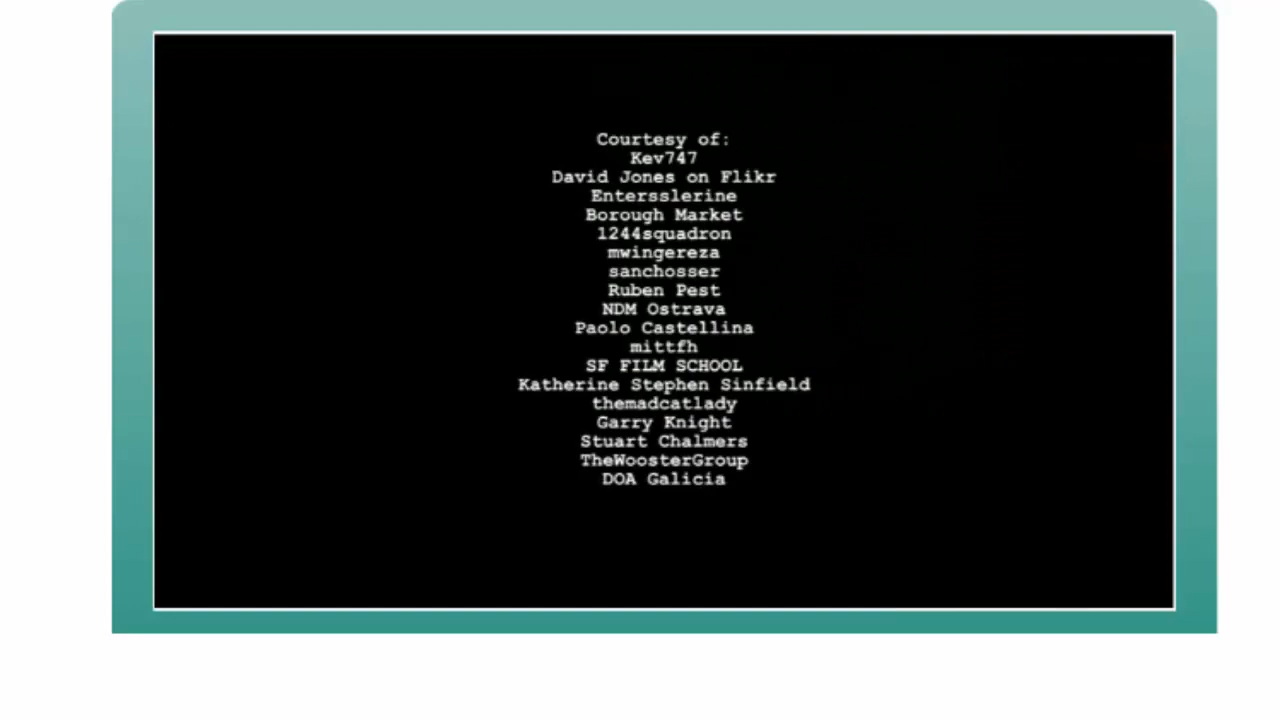 Courtesy of:
Kev747
David Jones on Flikr
Entersslerine
Borough Market
1244squadron
mwingereza
sanchosser
Ruben Pest
NDM Ostrava
Paolo Castellina
mittfh
SF FILM SCHOOL
Katherine Stephen Sinfield
themadcatlady
Garry Knight
Stuart Chalmers
TheWoosterGroup
DOA Galicia